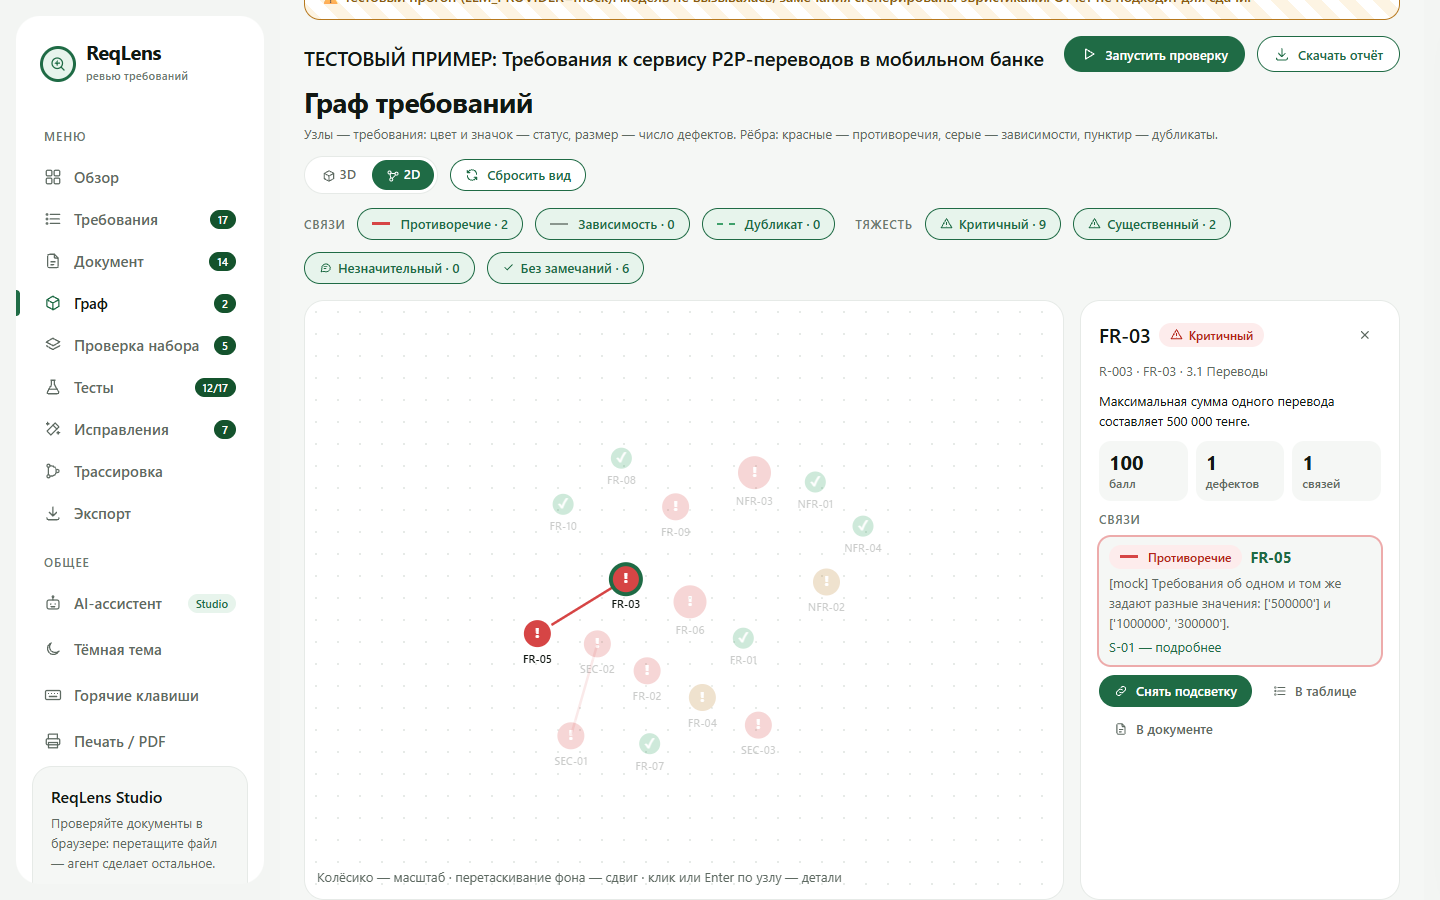 ReqLens
ревью требований
МЕНЮ
Обзор
Требования 17
Документ 14
Граф 2
Проверка набора 5
Тесты 12/17
Исправления 7
Трассировка
Экспорт
ОБЩЕЕ
AI-ассистент Studio
Тёмная тема
Горячие клавиши
Печать / PDF
ReqLens Studio
Проверяйте документы в
браузере: перетащите файл
— агент сделает остальное.
ТЕСТОВЫЙ ПРИМЕР: Требования к сервису P2P-переводов в мобильном банке
Запустить проверку
Скачать отчёт
Граф требований
Узлы — требования: цвет и значок — статус, размер — число дефектов. Рёбра: красные — противоречия, серые — зависимости, пунктир — дубликаты.
3D
2D
Сбросить вид
СВЯЗИ
Противоречие · 2
Зависимость · 0
Дубликат · 0
ТЯЖЕСТЬ
Критичный · 9
Существенный · 2
Незначительный · 0
Без замечаний · 6
FR-08
NFR-03
NFR-01
FR-10
FR-09
NFR-04
FR-03
NFR-02
FR-06
FR-05
SEC-02
FR-01
FR-02
FR-04
SEC-03
SEC-01
FR-07
Колёсико — масштаб · перетаскивание фона — сдвиг · клик или Enter по узлу — детали
FR-03
Критичный
×
R-003 · FR-03 · 3.1 Переводы
Максимальная сумма одного перевода
составляет 500 000 тенге.
100
балл
1
дефектов
1
связей
СВЯЗИ
Противоречие FR-05
[mock] Требования об одном и том же
задают разные значения: ['500000'] и
['1000000', '300000'].
S-01 — подробнее
Снять подсветку
В таблице
В документе